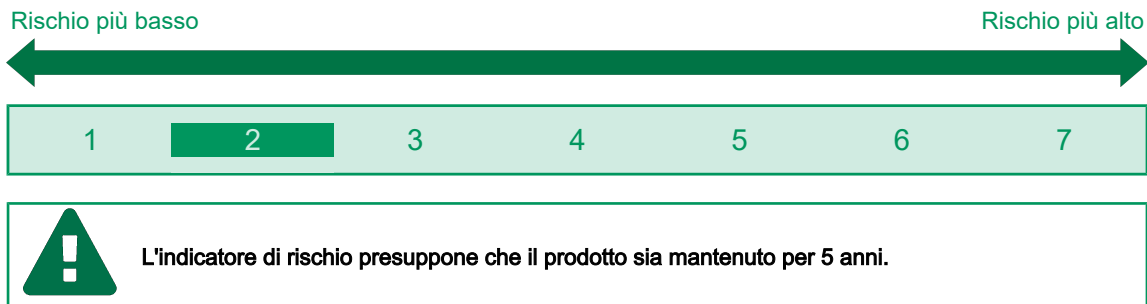 Rischio più basso Rischio più alto
1 2 3 4 5 6 7
L'indicatore di rischio presuppone che il prodotto sia mantenuto per 5 anni.